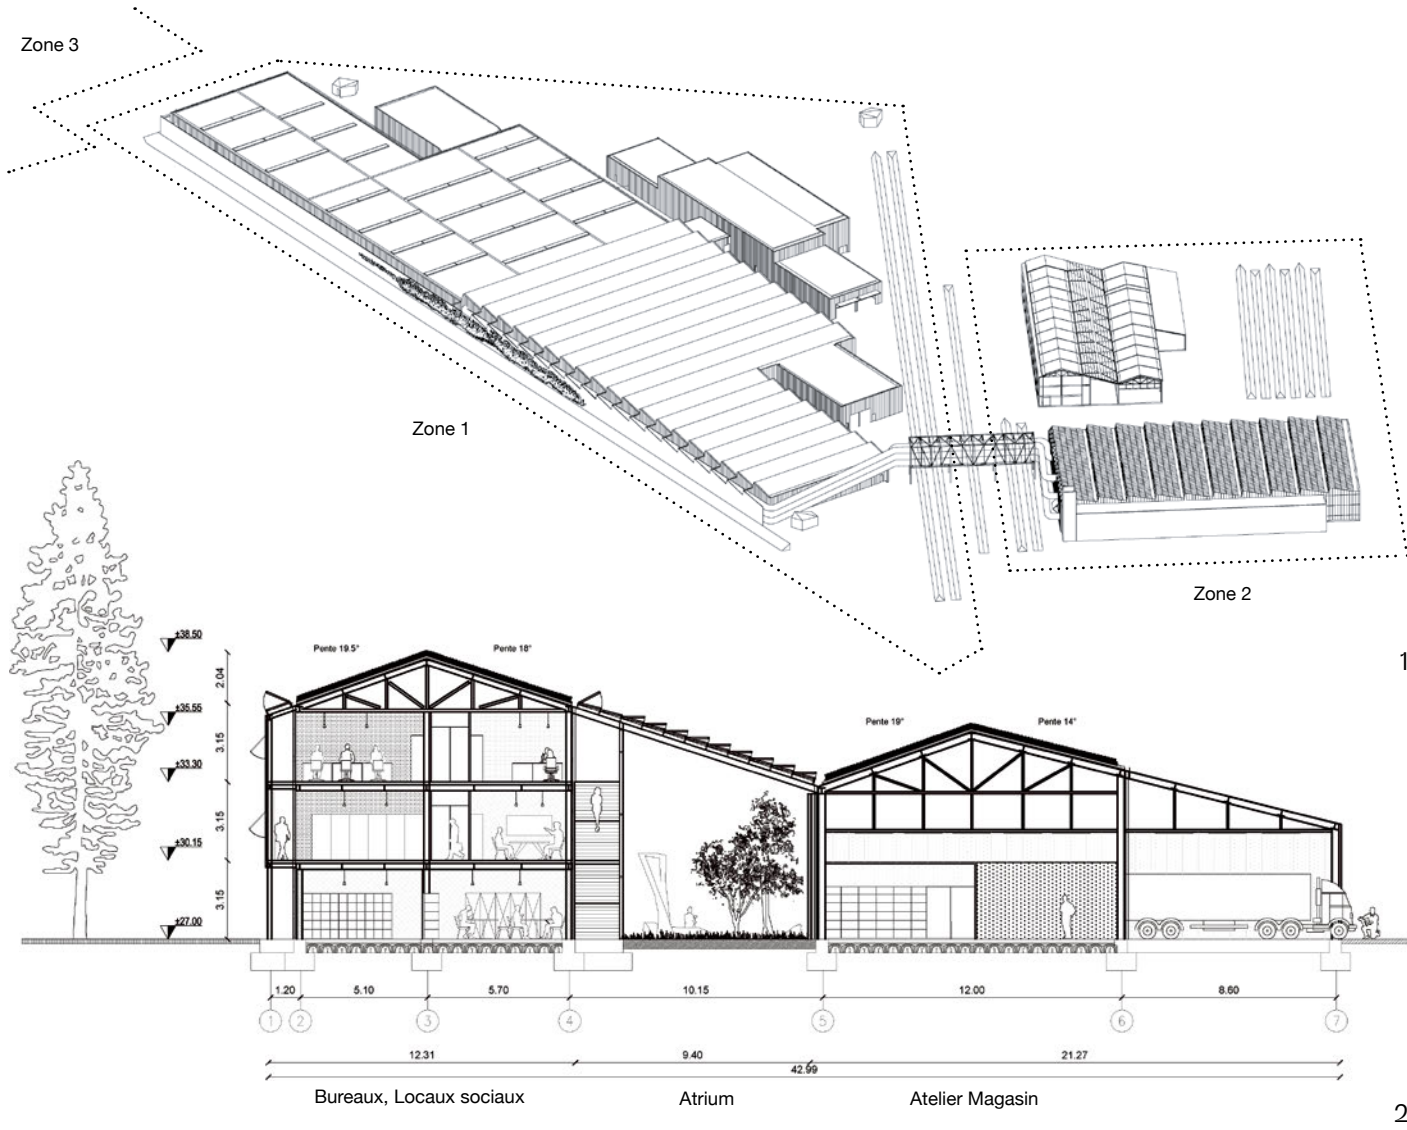 Zone 3
Zone 1
Zone 2
1
±38.50
Pente 19.5°
Pente 18°
2.04
±35.55
Pente 19°
Pente 14°
3.15
±33.30
3.15
±30.15
3.15
±27.00
1.20
5.10
5.70
10.15
12.00
8.60
1
2
3
4
5
6
7
12.31
9.40
21.27
42.99
Bureaux, Locaux sociaux
Atrium
Atelier Magasin
2